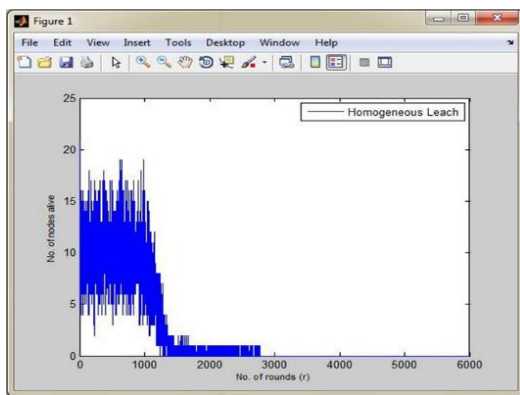 Figure 1
File Edit View Insert Tools Desktop Window Help
25
20
15
10
5
0
No. of nodes alive
Homogeneous Leach
0 1000 2000 3000 4000 5000 6000
No. of rounds (r)